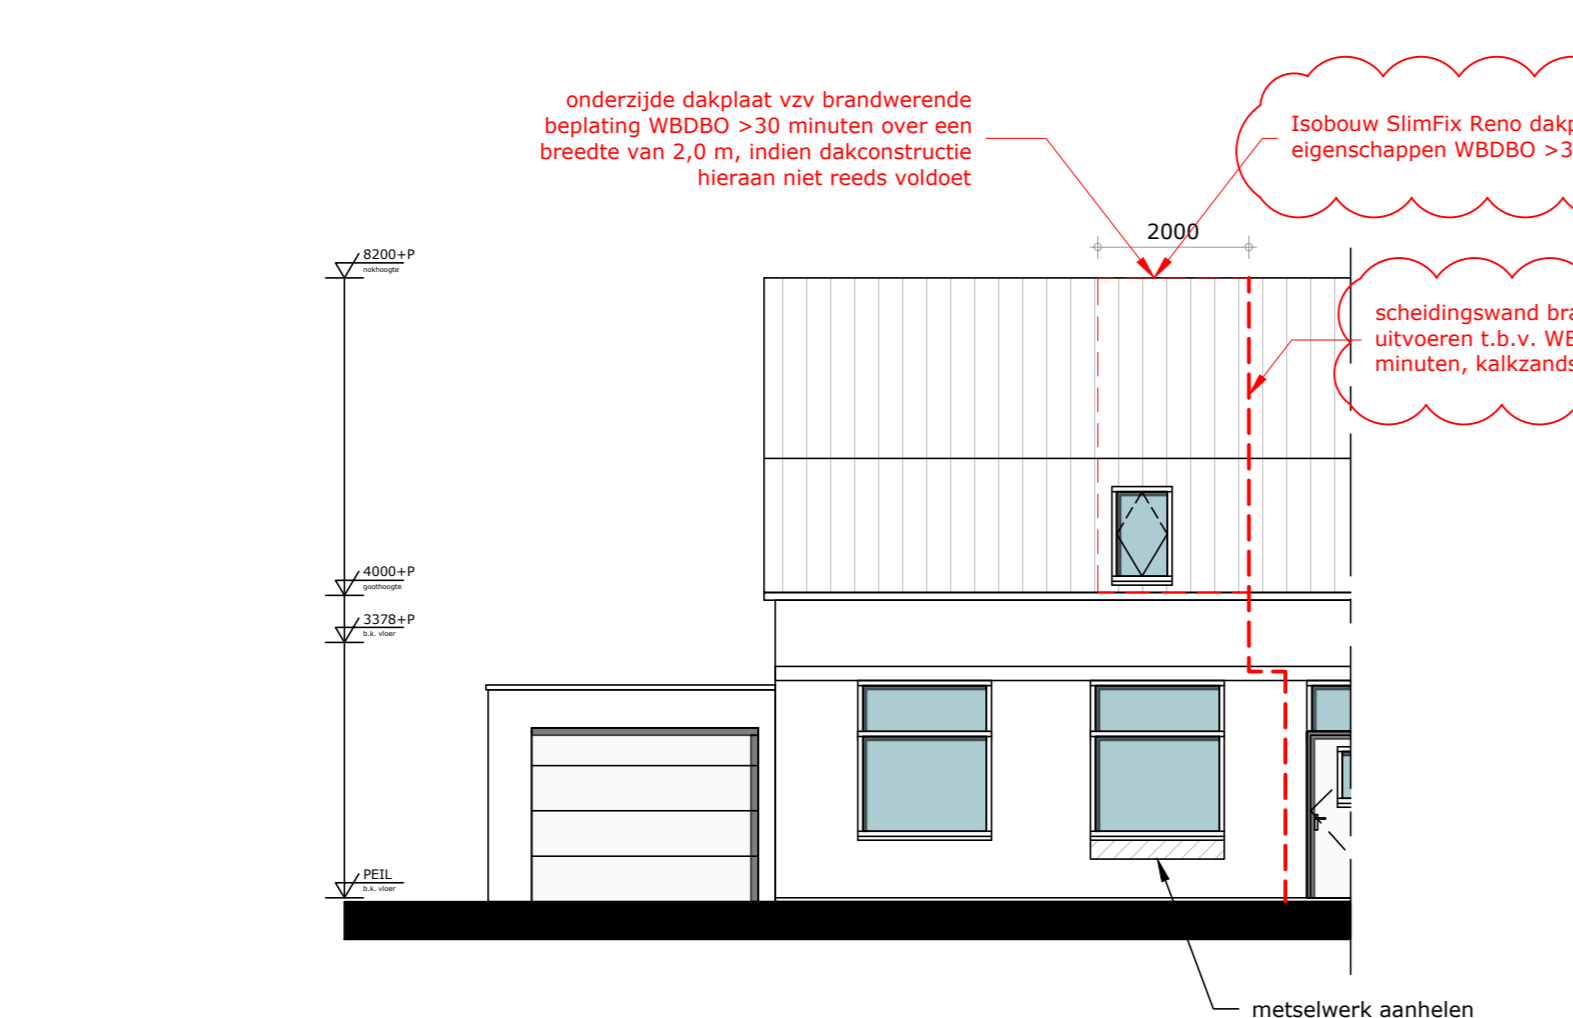 onderzijde dakplaat vzv brandwerende
beplating WBDBO >30 minuten over een
breedte van 2,0 m, indien dakconstructie
hieraan niet reeds voldoet
Isobouw SlimFix Reno
eigenschappen WBDBO
2000
8200+P
nokhoogte
scheidingswand
uitvoeren t.b.v.
minuten,
4000+P
goothoogte
3378+P
b.k. vloer
PEIL
b.k. vloer
metselwerk aanhelen